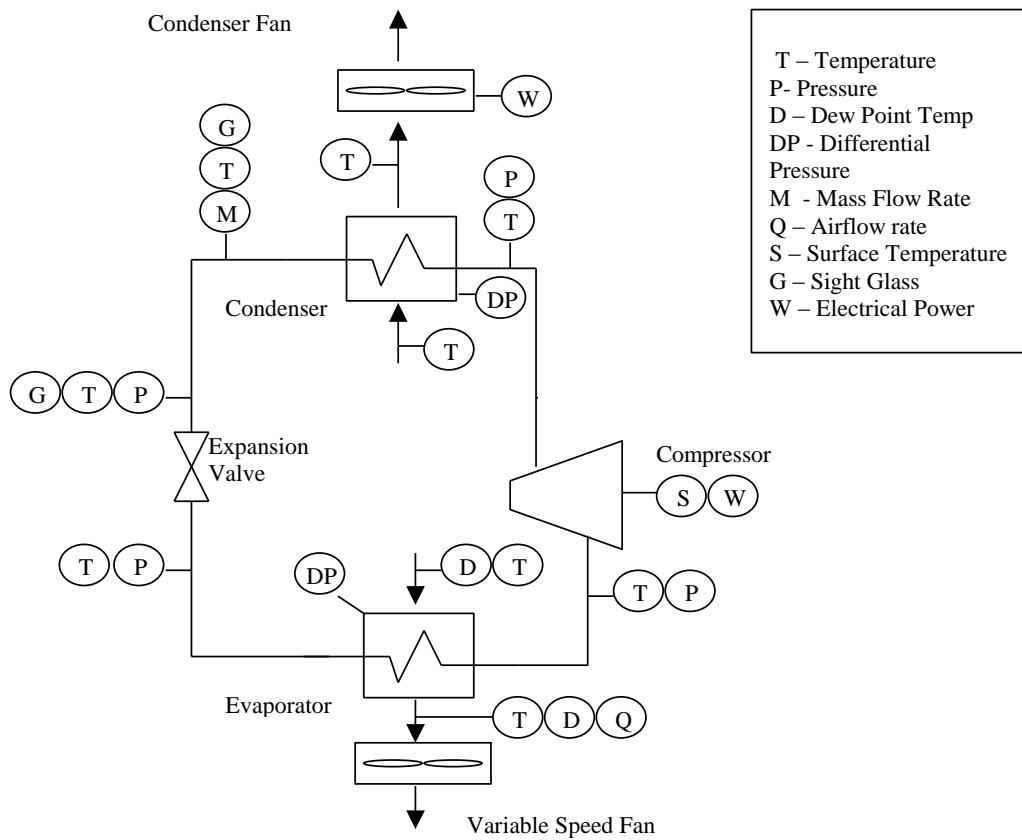 Condenser Fan
W
G
T
M
T
P
T
Condenser
DP
T
G T P
Expansion
Valve
Compressor
S W
T P
DP
D T
T P
Evaporator
T D Q
Variable Speed Fan
T – Temperature
P- Pressure
D – Dew Point Temp
DP - Differential
Pressure
M - Mass Flow Rate
Q – Airflow rate
S – Surface Temperature
G – Sight Glass
W – Electrical Power